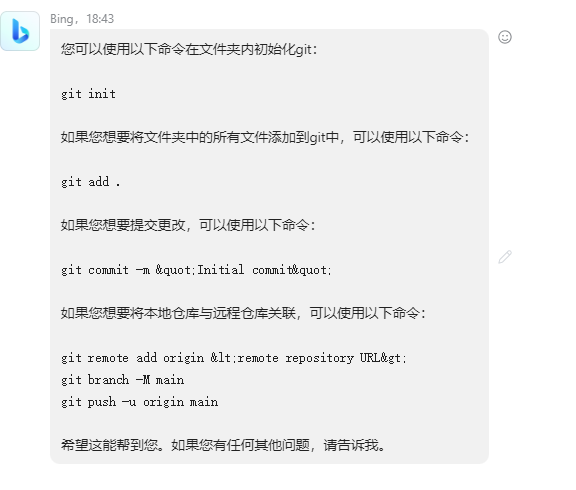 Bing，18:43
您可以使用以下命令在文件夹内初始化git：
git init
如果您想要将文件夹中的所有文件添加到git中，可以使用以下命令：
git add .
如果您想要提交更改，可以使用以下命令：
git commit -m &quot;Initial commit&quot;
如果您想要将本地仓库与远程仓库关联，可以使用以下命令：
git remote add origin &lt;remote repository URL&gt;
git branch -M main
git push -u origin main
希望这能帮到您。如果您有任何其他问题，请告诉我。